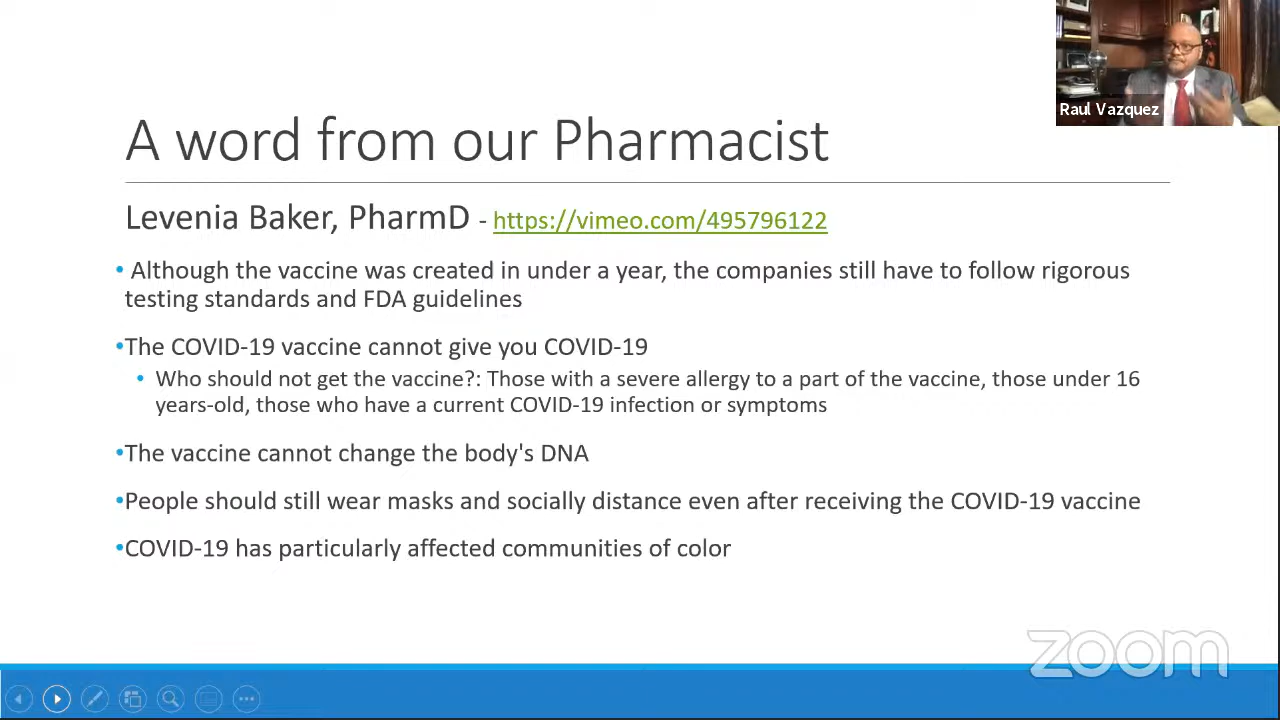 Raul Vazquez
A word from our Pharmacist
Levenia Baker, PharmD - https://vimeo.com/495796122
• Although the vaccine was created in under a year, the companies still have to follow rigorous
testing standards and FDA guidelines
•The COVID-19 vaccine cannot give you COVID-19
• Who should not get the vaccine?: Those with a severe allergy to a part of the vaccine, those under 16
years-old, those who have a current COVID-19 infection or symptoms
•The vaccine cannot change the body's DNA
•People should still wear masks and socially distance even after receiving the COVID-19 vaccine
•COVID-19 has particularly affected communities of color
zoom